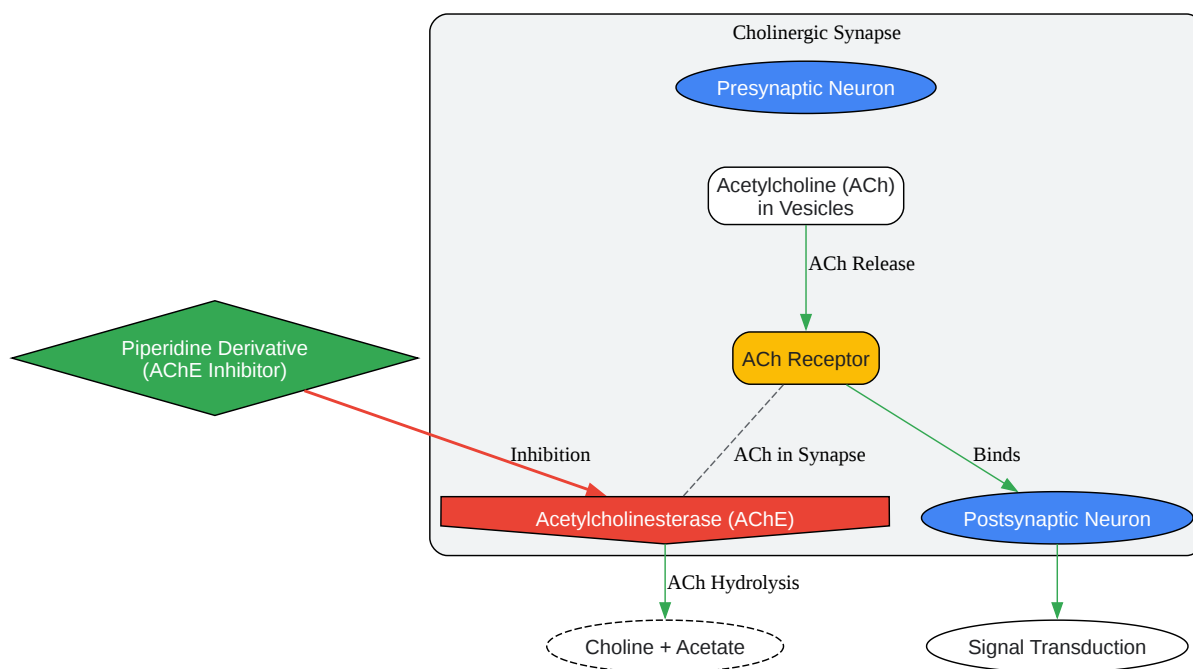 Cholinergic Synapse
Presynaptic Neuron
Acetylcholine (ACh)
in Vesicles
ACh Release
Piperidine Derivative
(AChE Inhibitor)
ACh Receptor
Inhibition
ACh in Synapse
Binds
Acetylcholinesterase (AChE)
Postsynaptic Neuron
ACh Hydrolysis
Choline + Acetate
Signal Transduction